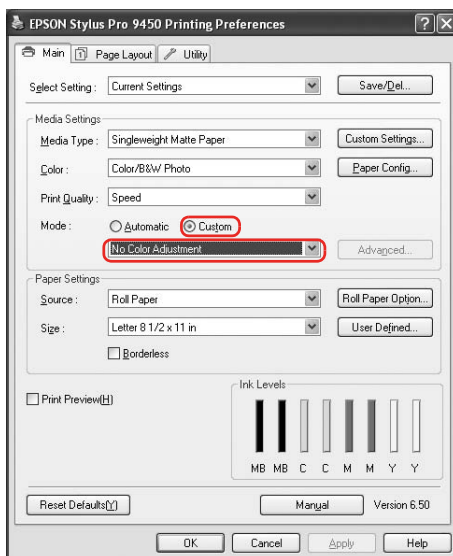 EPSON Stylus Pro 9450 Printing Preferences
Main Page Layout Utility
Select Setting : Current Settings Save/Del...
Media Settings
Media Type : Singleweight Matte Paper Custom Settings...
Color : Color/B&W Photo Paper Config...
Print Quality : Speed
Mode : Automatic Custom
No Color Adjustment Advanced...
Paper Settings
Source : Roll Paper Roll Paper Option...
Size : Letter 8 1/2 x 11 in User Defined...
Borderless
Print Preview(H)
Ink Levels
MB MB C C M M Y Y
Reset Defaults(Y) Manual Version 6.50
OK Cancel Apply Help